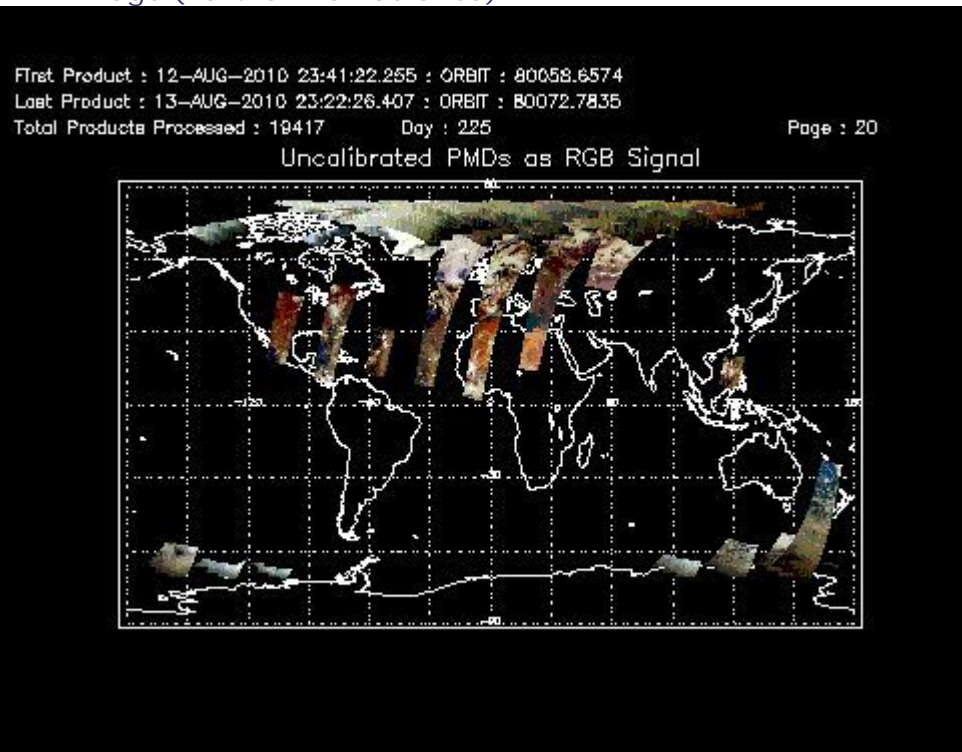 First Product : 12-AUG-2010 23:41:22.255 : ORBIT : 80058.6574
Last Product : 13-AUG-2010 23:22:26.407 : ORBIT : 80072.7835
Total Products Processed : 19417 Day : 225 Page : 20
Uncalibrated PMDs as RGB Signal